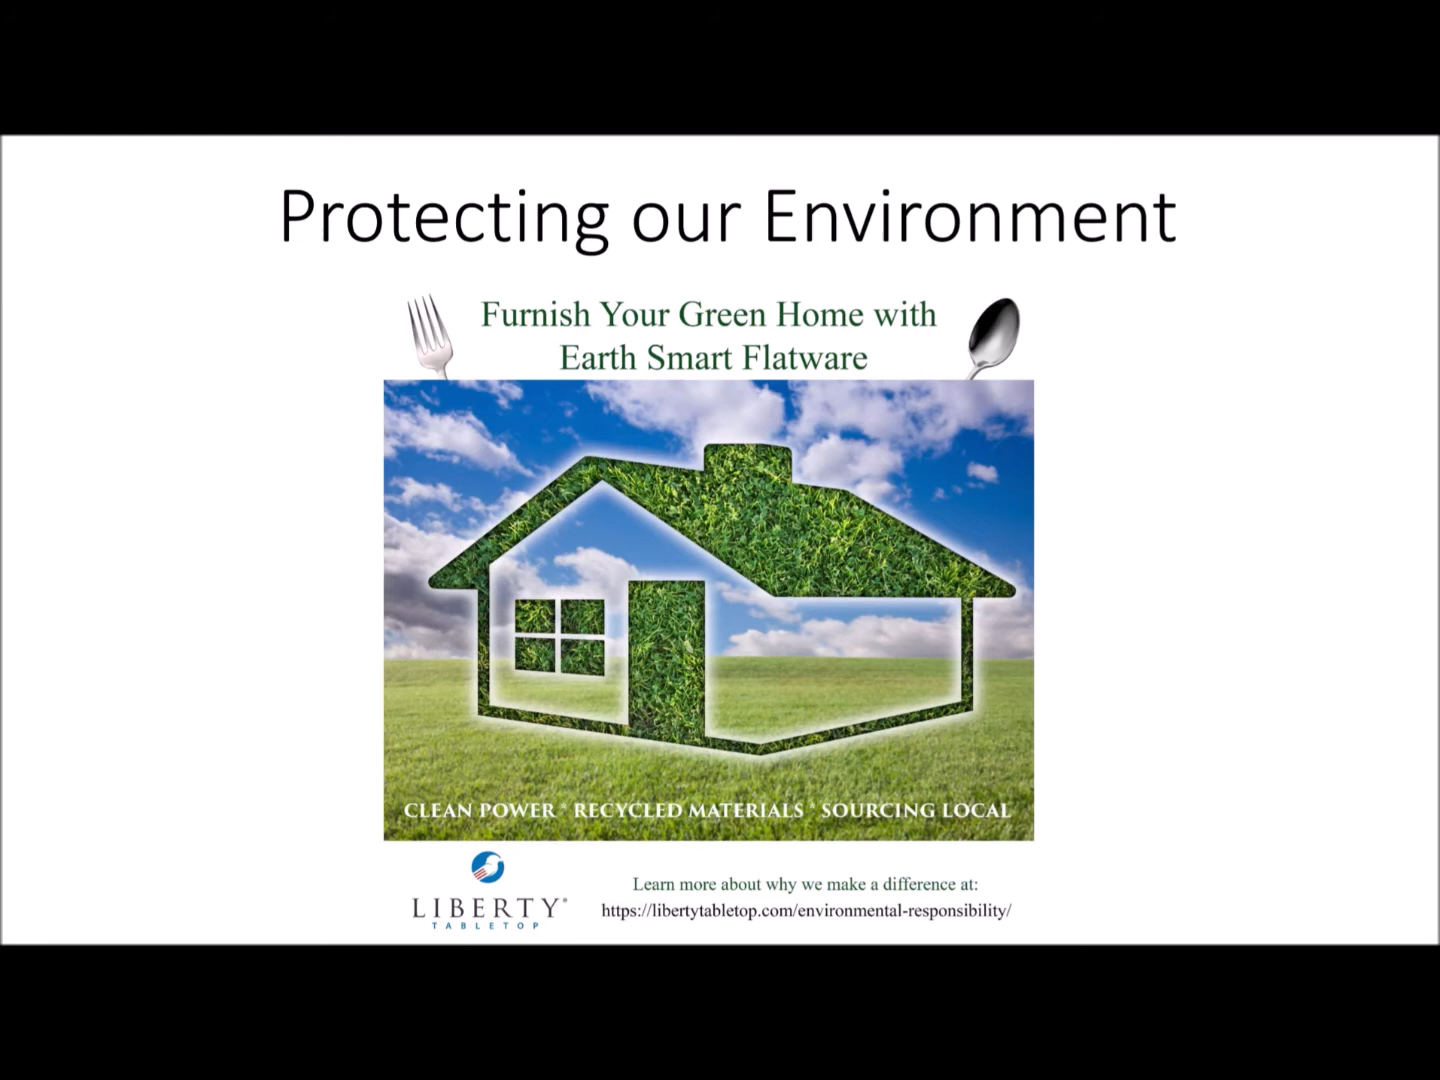 Protecting our Environment
Furnish Your Green Home with
Earth Smart Flatware
CLEAN POWER * RECYCLED MATERIALS * SOURCING LOCAL
LIBERTY®
TABLETOP
Learn more about why we make a difference at:
https://libertytabletop.com/environmental-responsibility/